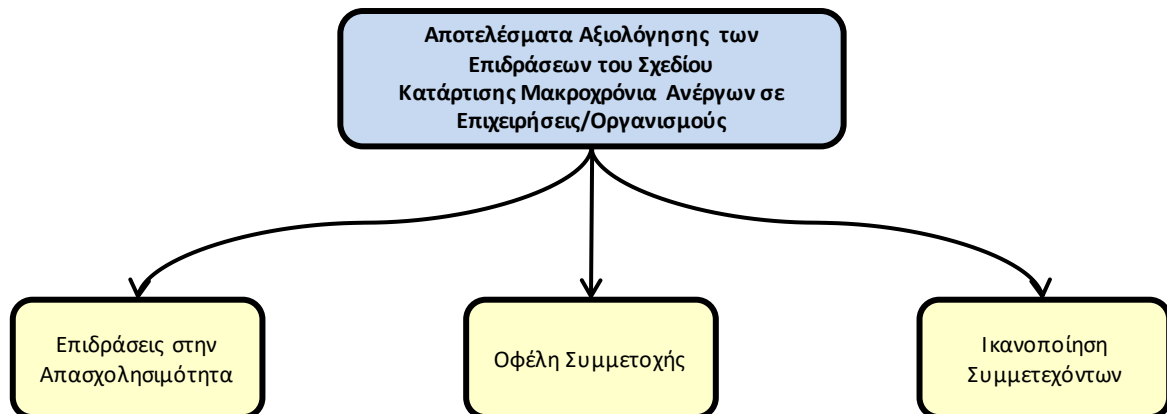 Αποτελέσματα Αξιολόγησης των
Επιδράσεων του Σχεδίου
Κατάρτισης Μακροχρόνια Ανέργων σε
Επιχειρήσεις/Οργανισμούς
Επιδράσεις στην
Απασχολησιμότητα
Οφέλη Συμμετοχής
Ικανοποίηση
Συμμετεχόντων